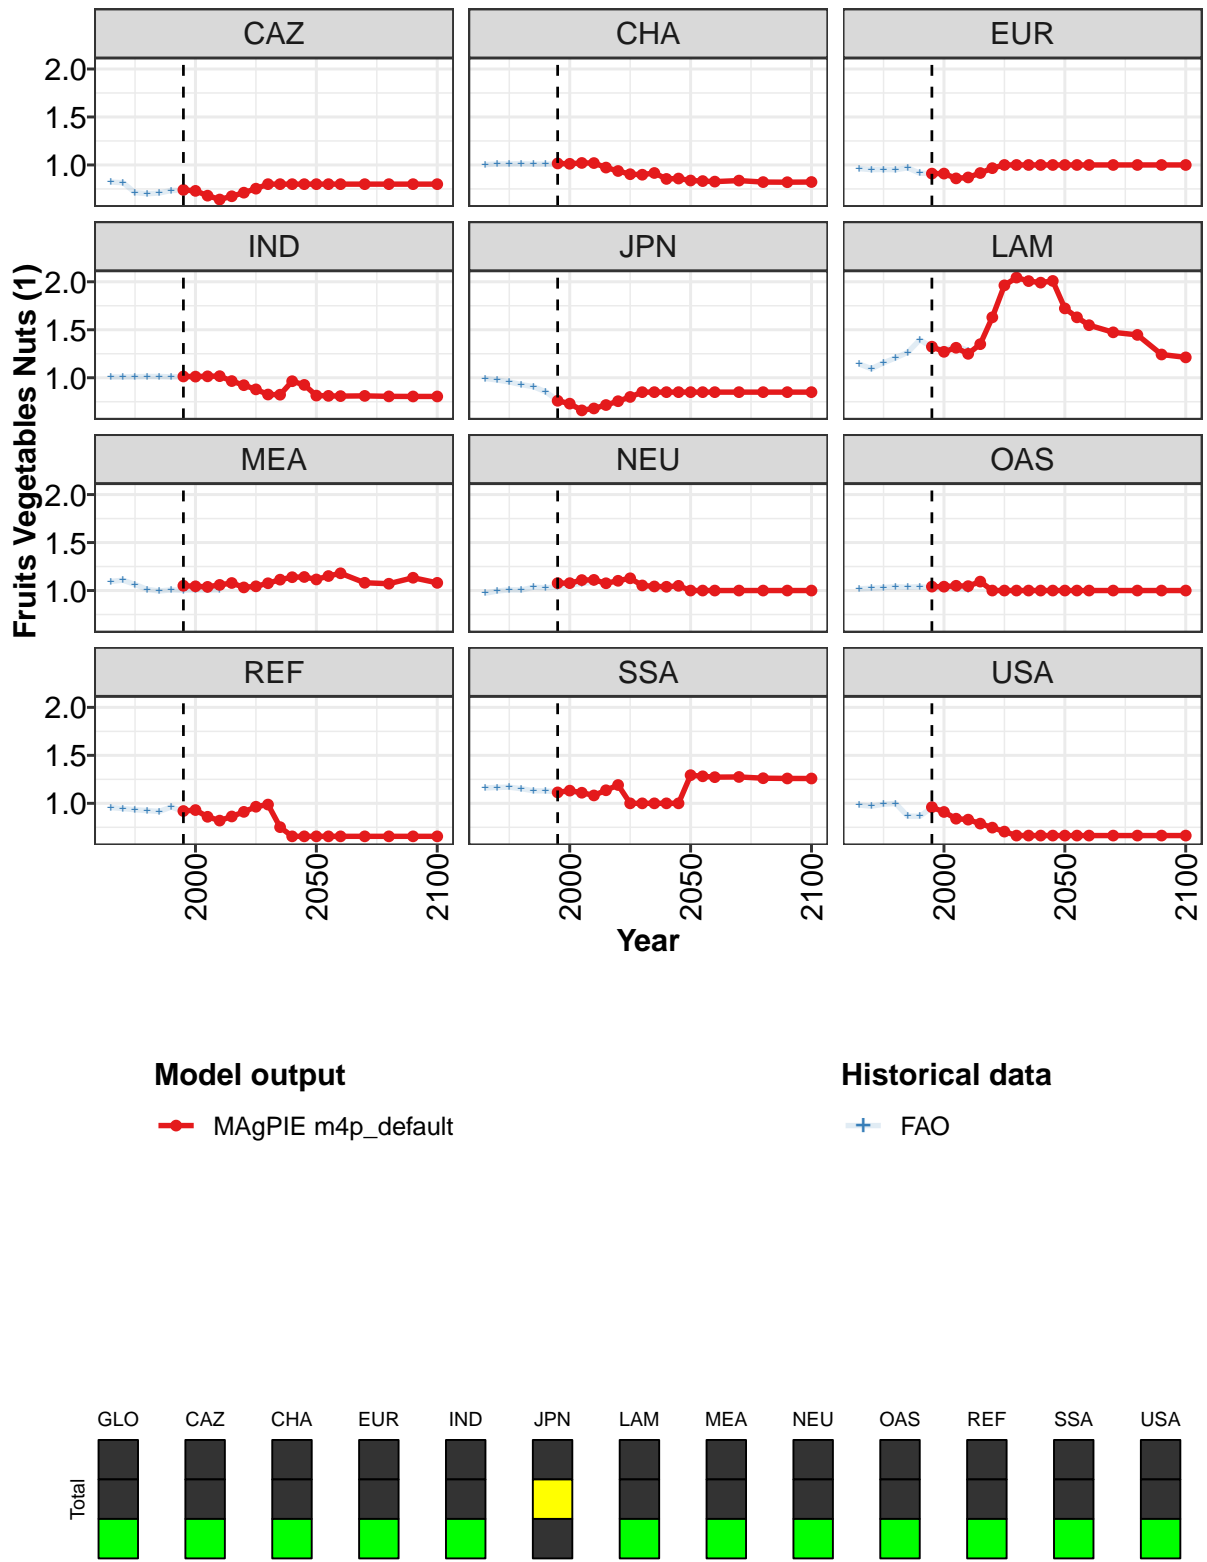 CAZ CHA EUR
2.0
1.5
1.0
IND JPN LAM
2.0
1.5
1.0
MEA NEU OAS
2.0
1.5
1.0
REF SSA USA
2.0
1.5
1.0
Fruits Vegetables Nuts (1)
2000 2050 2100 2000 2050 2100 2000 2050 2100
Year
Model output Historical data
MAgPIE m4p_default FAO
GLO CAZ CHA EUR IND JPN LAM MEA NEU OAS REF SSA USA
Total